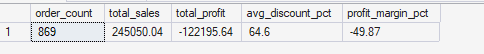 order_count total_sales total_profit avg_discount_pct profit_margin_pct
1 869 245050.04 -122195.64 64.6 -49.87